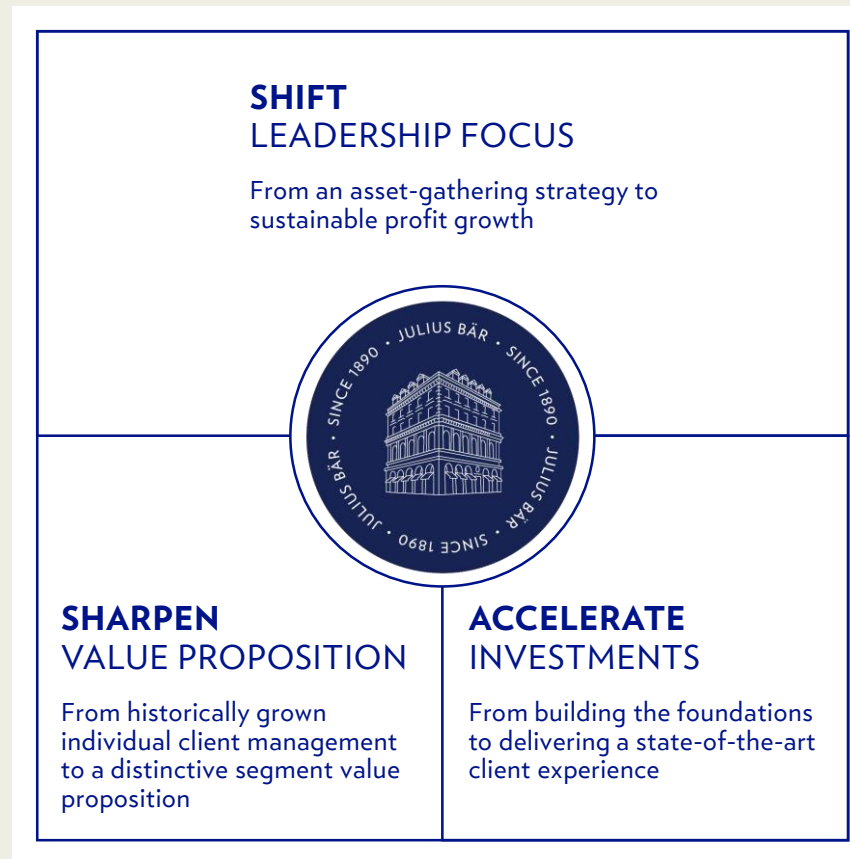 SHIFT
LEADERSHIP FOCUS
From an asset-gathering strategy to
sustainable profit growth
JULIUS BÄR • SINCE 1890 • JULIUS BÄR • SINCE 1890 • JULIUS BÄR • SINCE 1890 •
SHARPEN
VALUE PROPOSITION
From historically grown
individual client management
to a distinctive segment value
proposition
ACCELERATE
INVESTMENTS
From building the foundations
to delivering a state-of-the-art
client experience